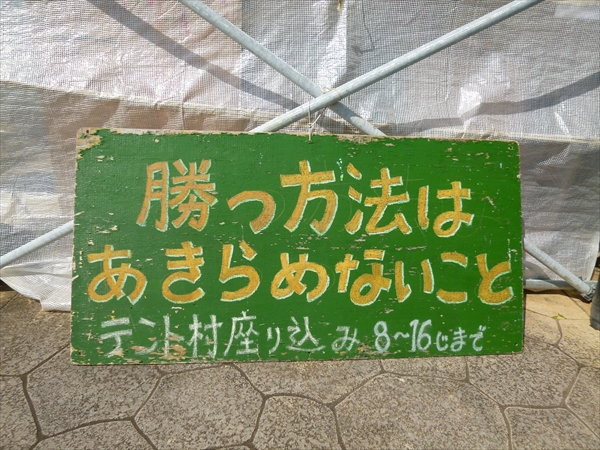 勝つ方法は
あきらめないこと
テント村座り込み 8~16じまで